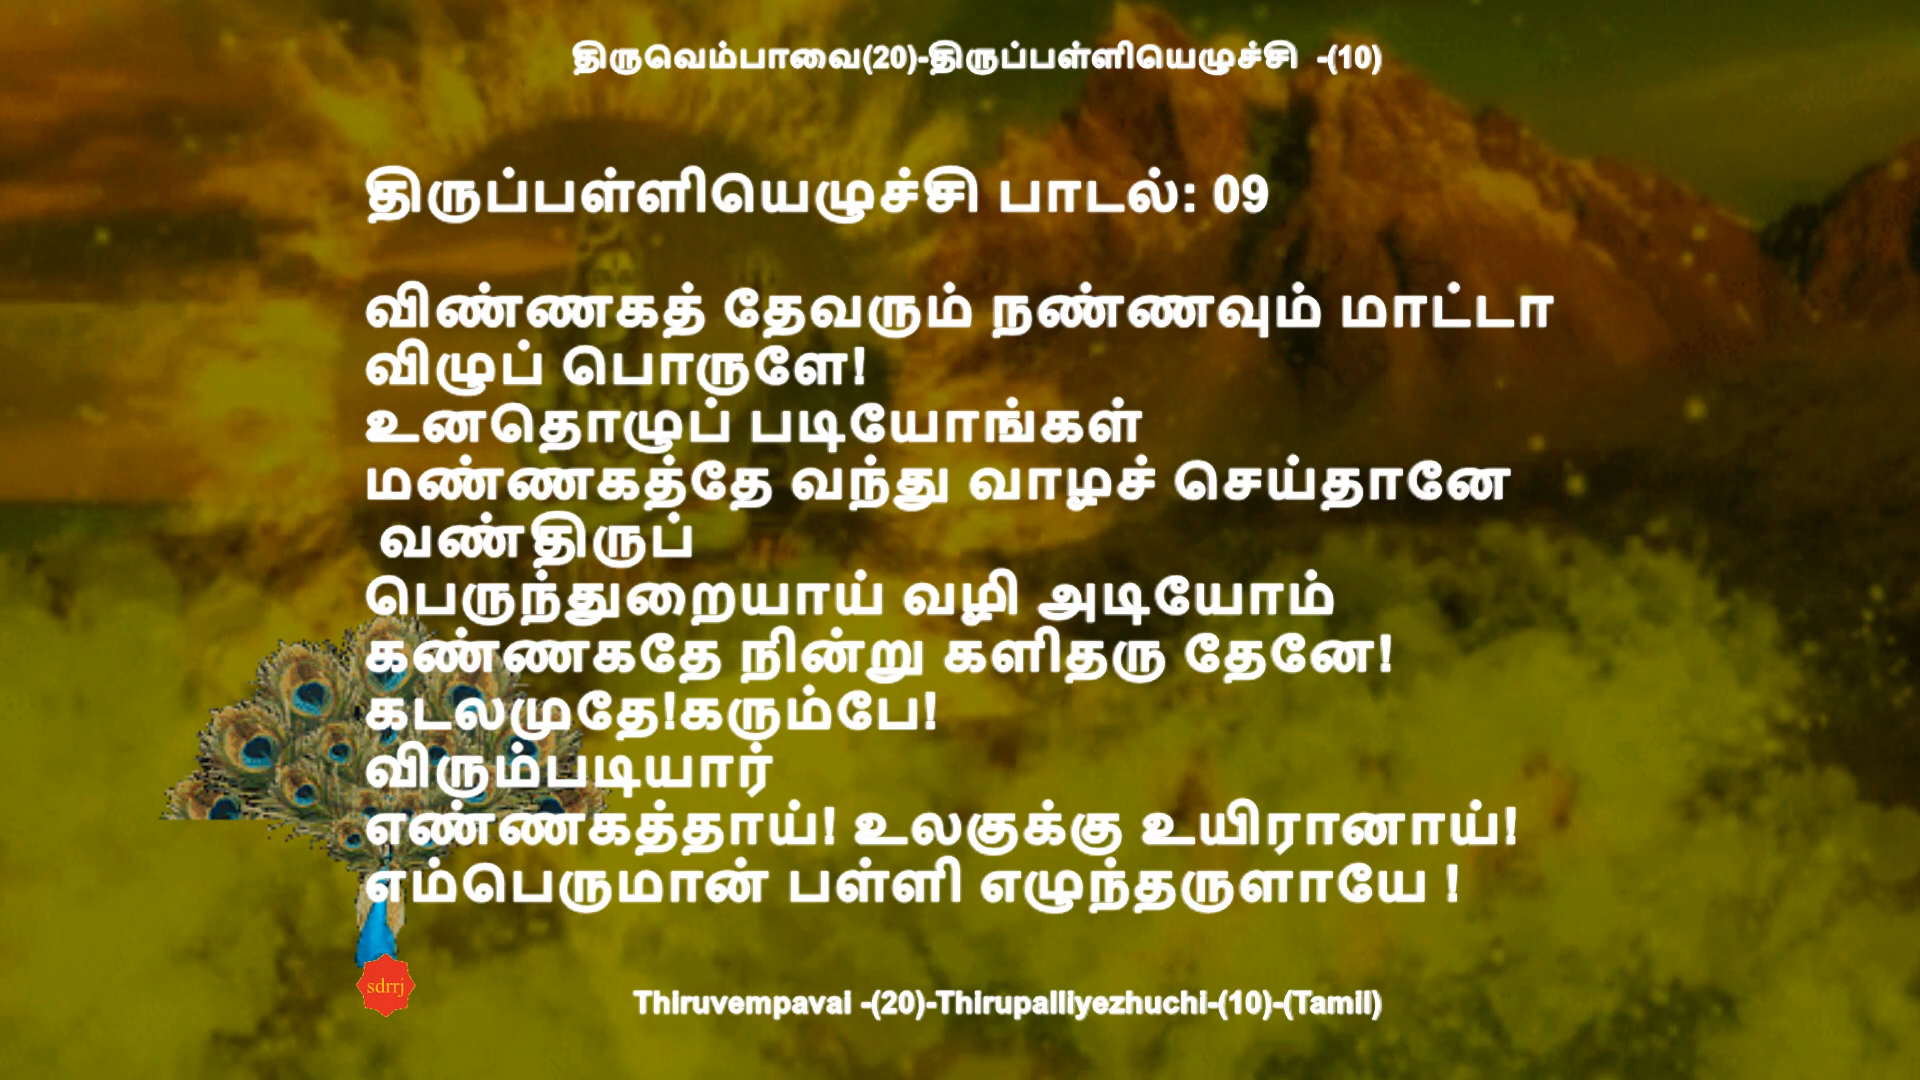 திருவெம்பாவை(20)-திருப்பள்ளியெழுச்சி -(10)
திருப்பள்ளியெழுச்சி பாடல்: 09
விண்ணகத் தேவரும் நண்ணவும் மாட்டா
விழுப் பொருளே!
உனதொழுப் படியோங்கள்
மண்ணகத்தே வந்து வாழச் செய்தானே
வண்திருப்
பெருந்துறையாய் வழி அடியோம்
கண்ணகதே நின்று களிதரு தேனே!
கடலமுதே!கரும்பே!
விரும்படியார்
எண்ணகத்தாய்! உலகுக்கு உயிரானாய்!
எம்பெருமான் பள்ளி எழுந்தருளாயே !
sdrrj
Thiruvempavai -(20)-Thirupalliyezhuchi-(10)-(Tamil)